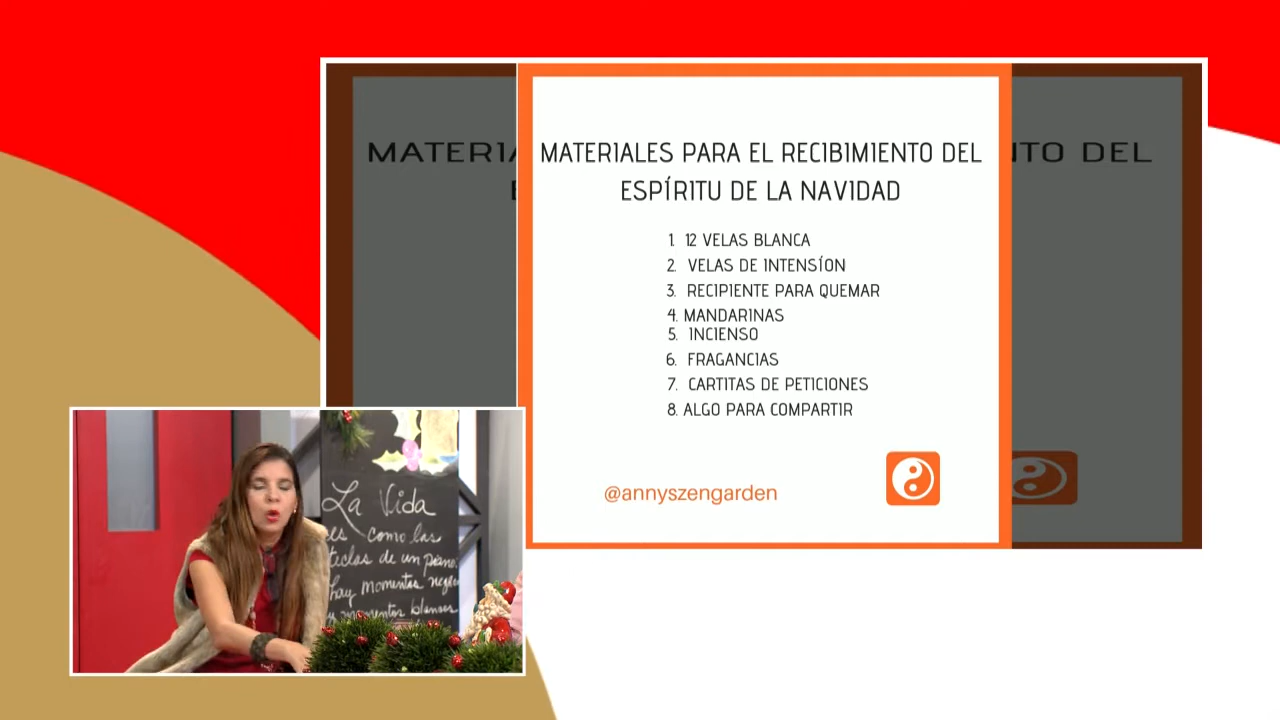 MATERIALES PARA EL RECIBIMIENTO DEL
ESPÍRITU DE LA NAVIDAD
1. 12 VELAS BLANCA
2. VELAS DE INTENSÍON
3. RECIPIENTE PARA QUEMAR
4. MANDARINAS
5. INCIENSO
6. FRAGANCIAS
7. CARTITAS DE PETICIONES
8. ALGO PARA COMPARTIR
@annyszengarden
La Vida
es como las
teclas de un piano:
hay momentos
y momentos blancos